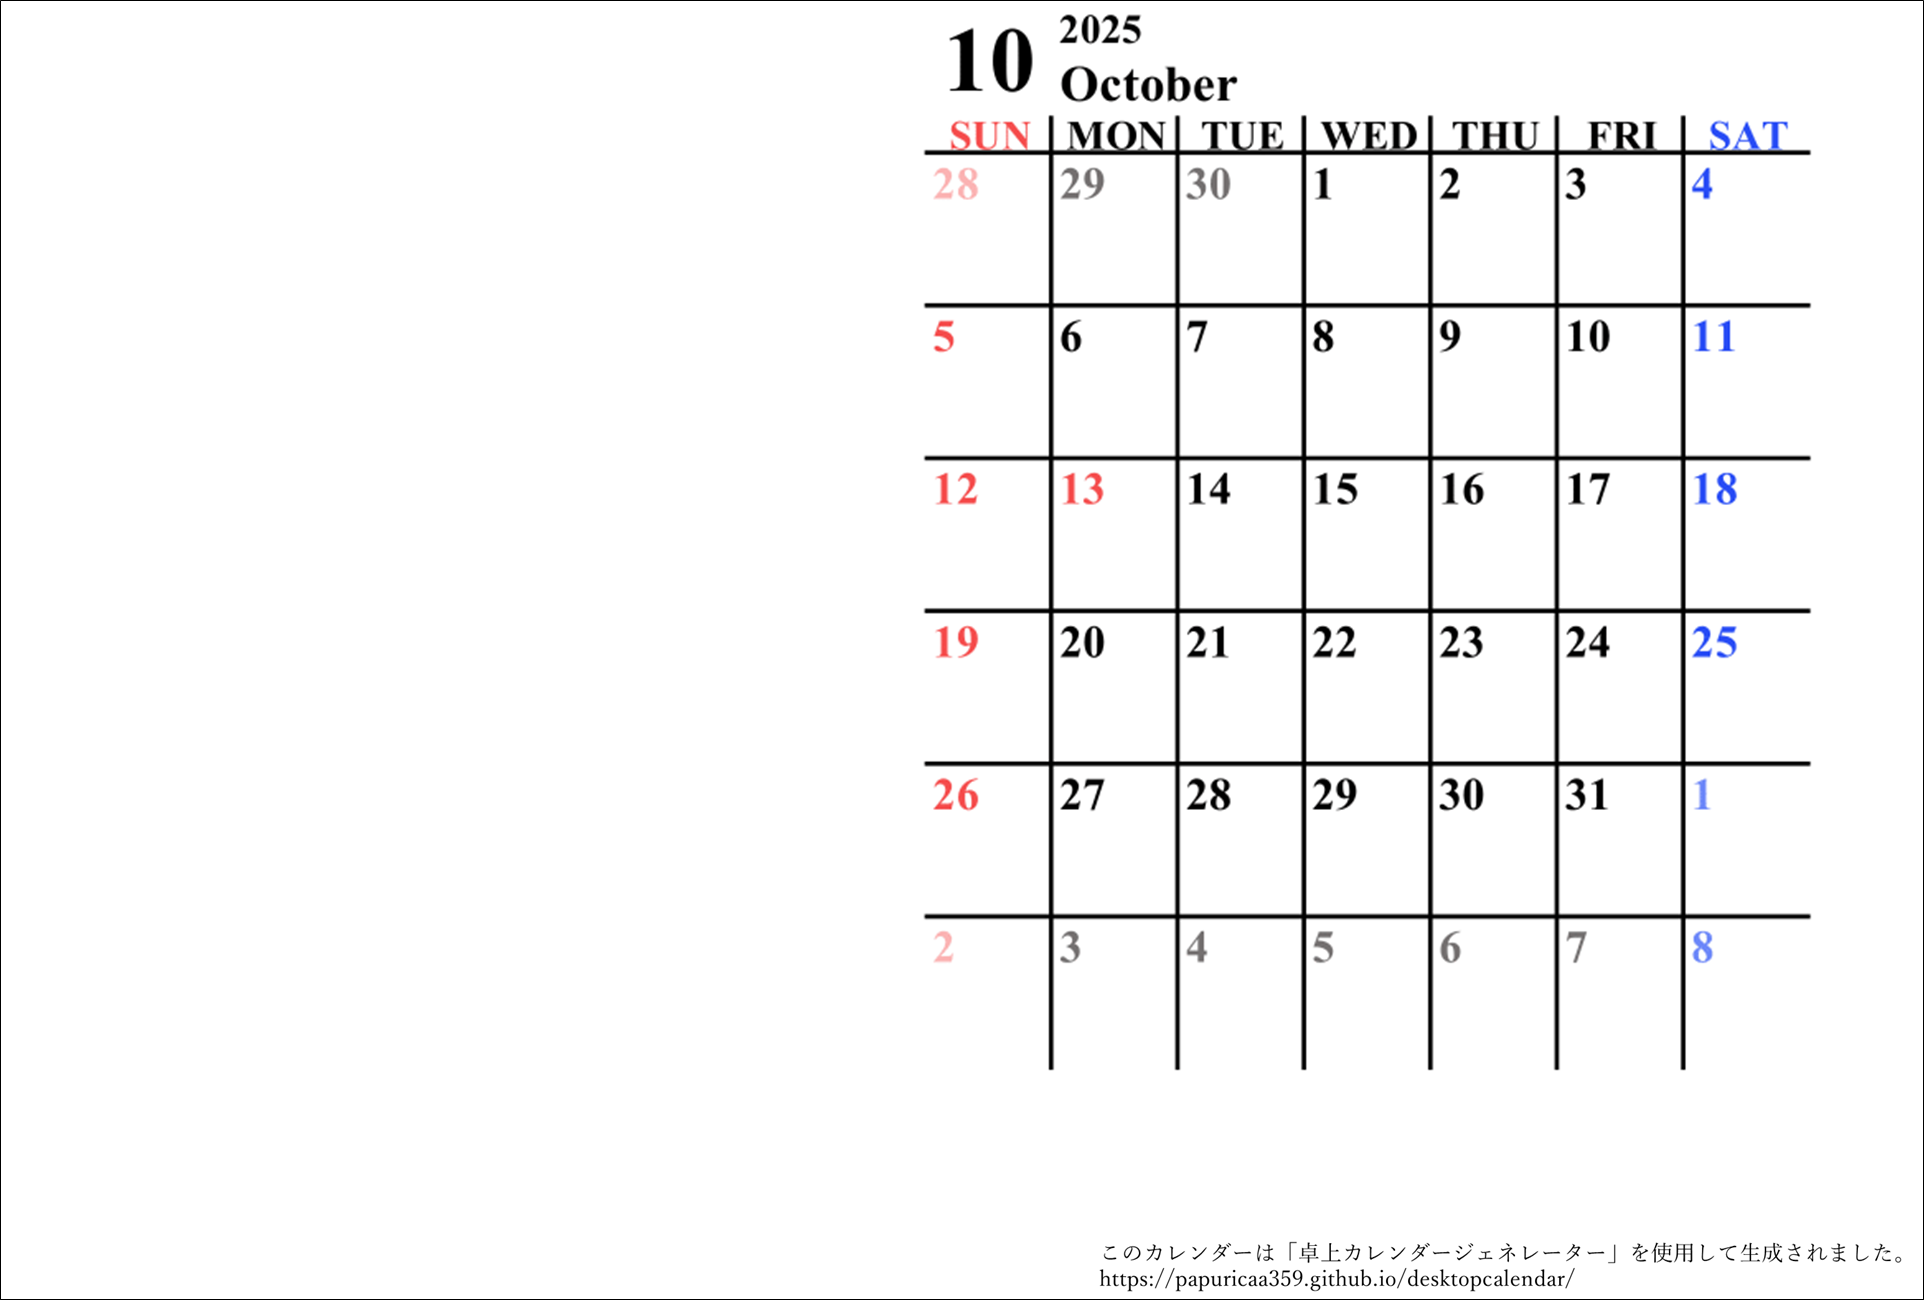 10
2025
October
SUN MON TUE WED THU FRI SAT
28 29 30 1 2 3 4
5 6 7 8 9 10 11
12 13 14 15 16 17 18
19 20 21 22 23 24 25
26 27 28 29 30 31 1
2 3 4 5 6 7 8
このカレンダーは「卓上カレンダージェネレーター」を使用して生成されました。
https://papuricaa359.github.io/desktopcalendar/